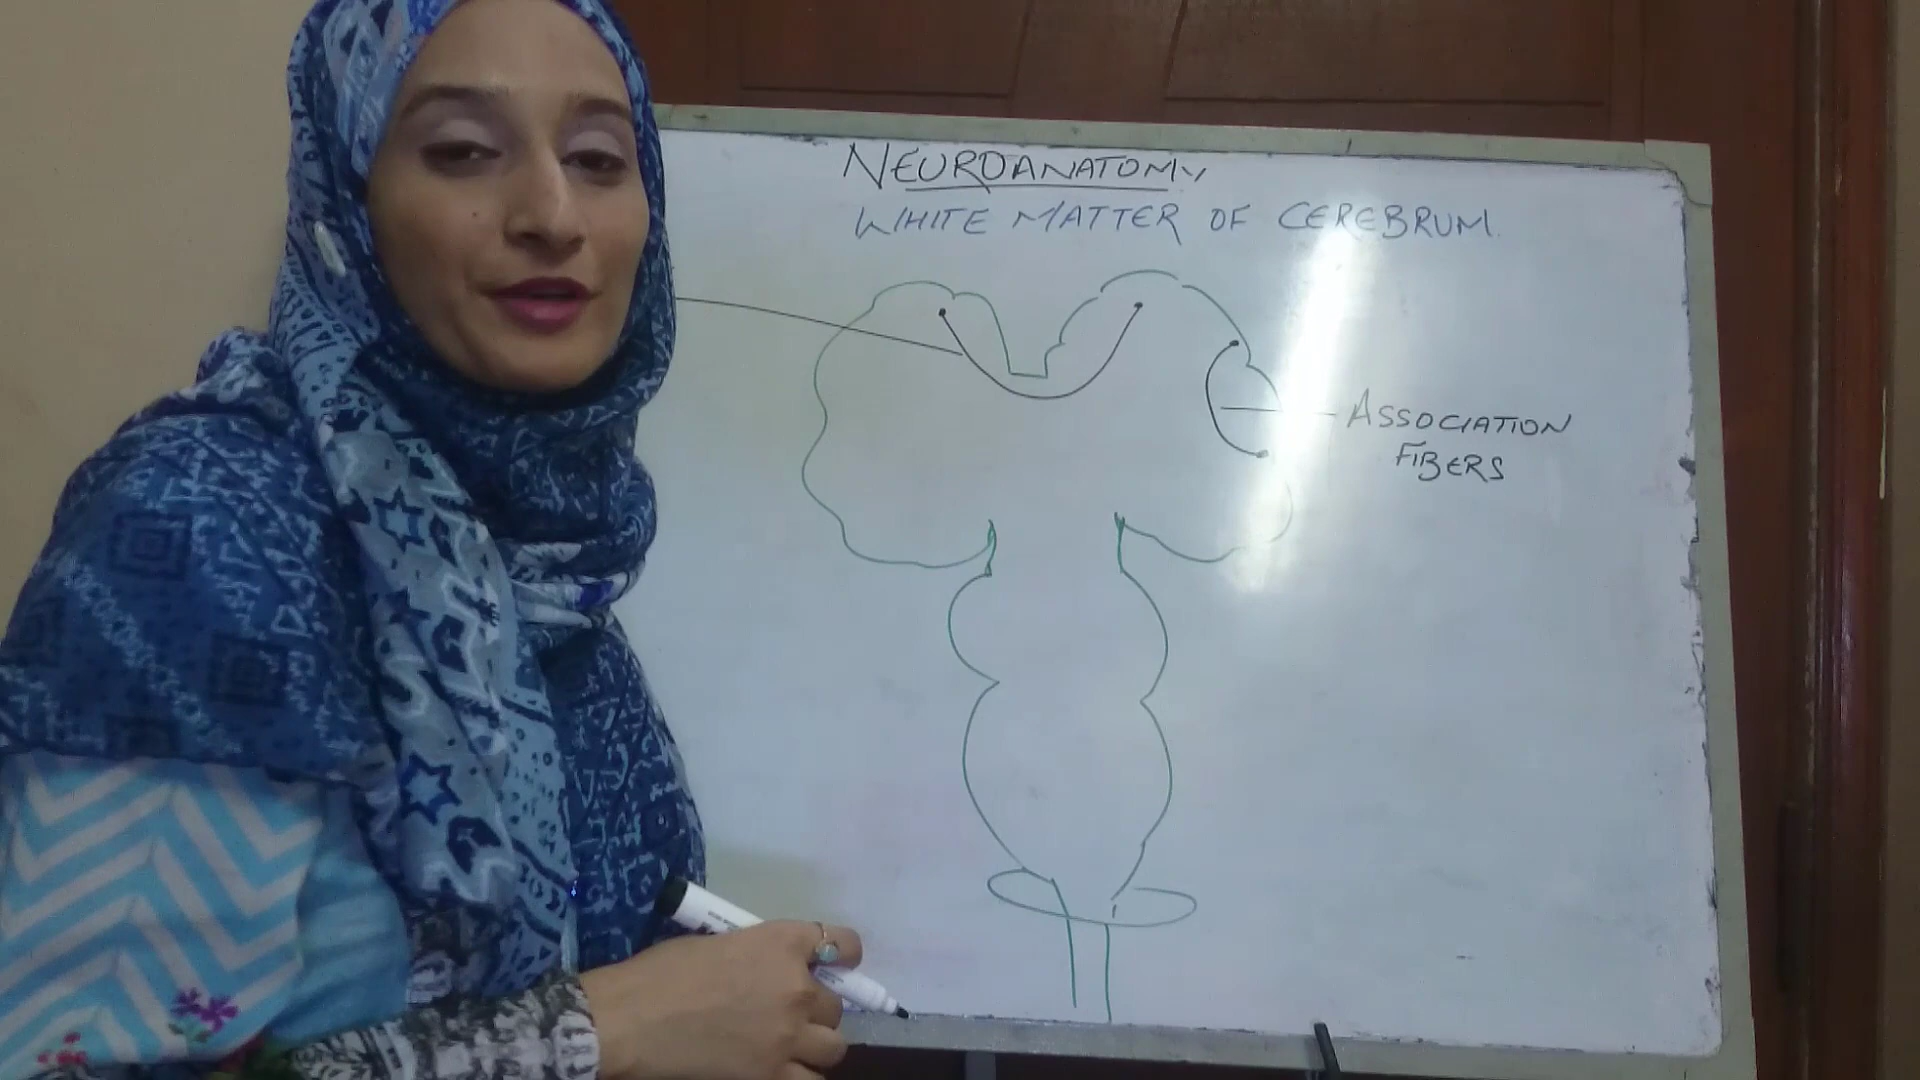 NEUROANATOMY
WHITE MATTER OF CEREBRUM.
ASSOCIATION
FIBERS